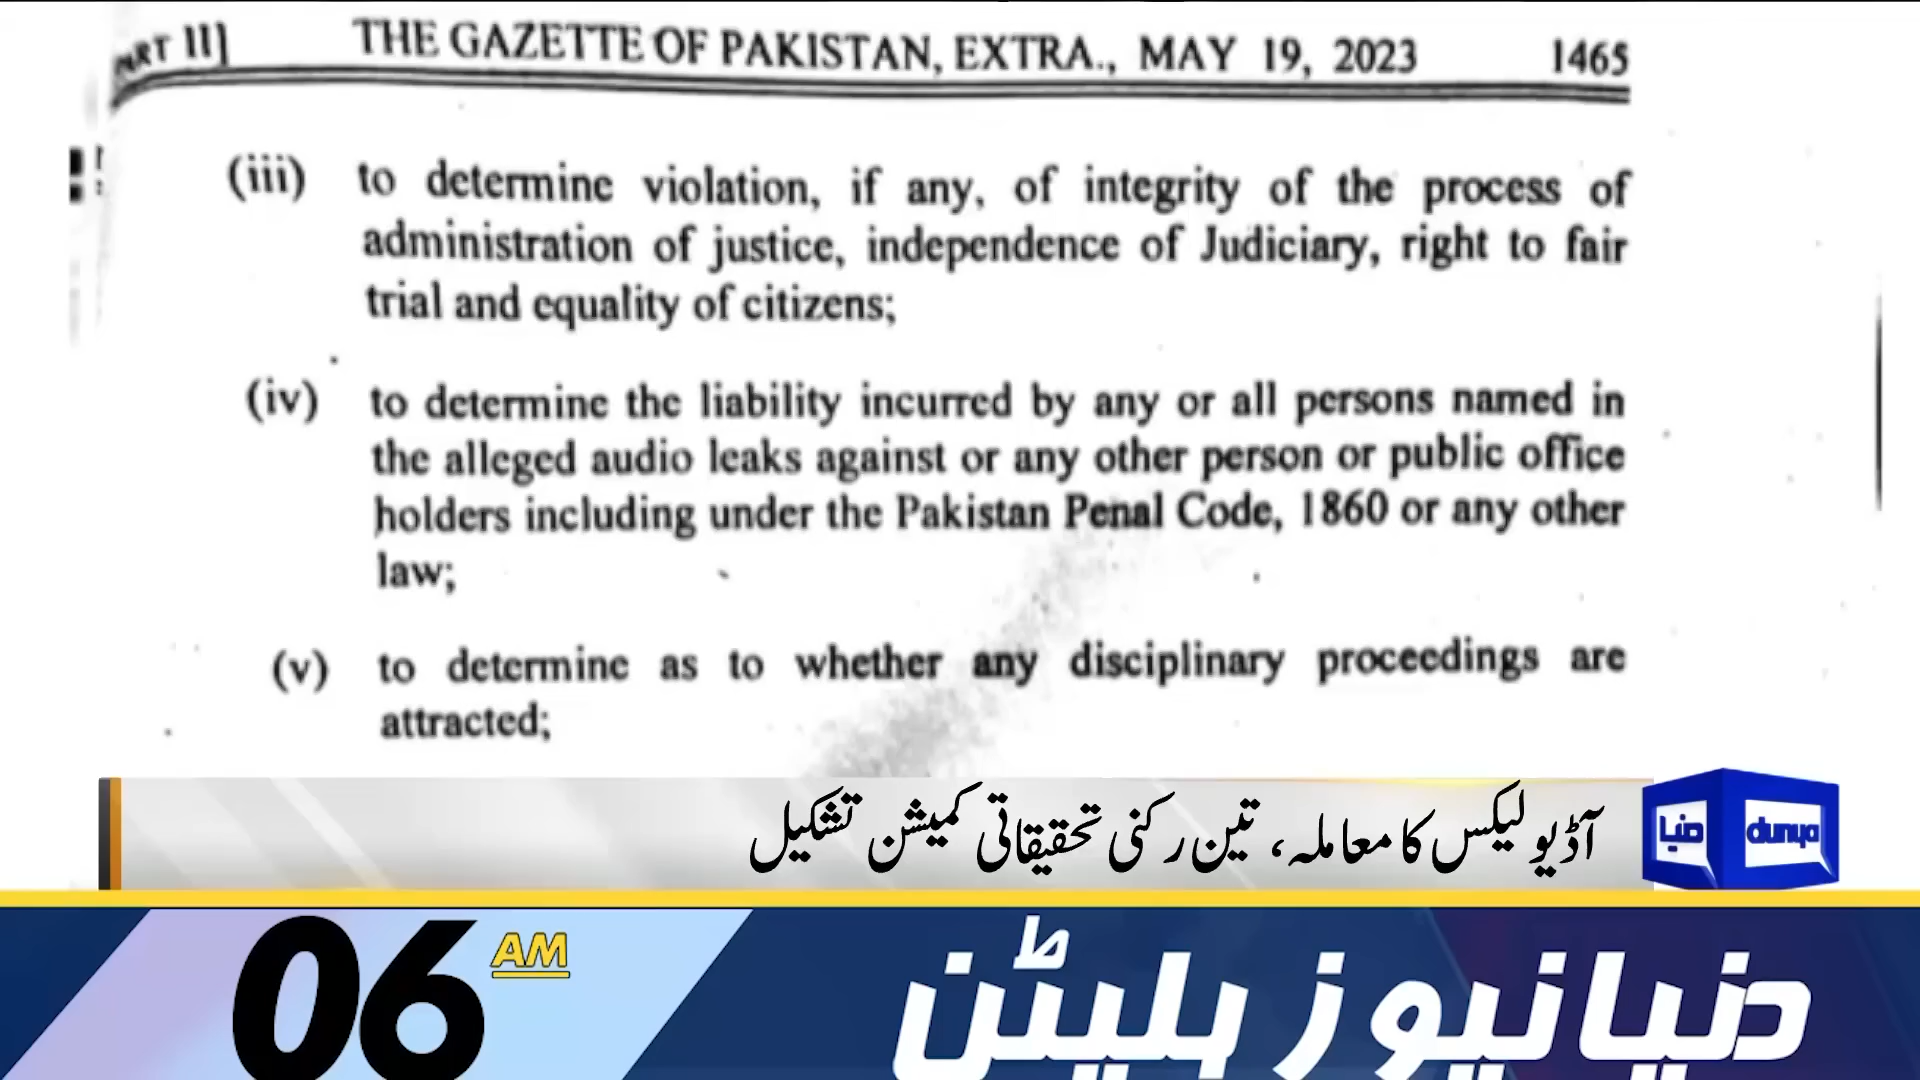 PART II]	THE GAZETTE OF PAKISTAN, EXTRA., MAY 19, 2023	1465
(iii) to determine violation, if any, of integrity of the process of
administration of justice, independence of Judiciary, right to fair
trial and equality of citizens;
(iv) to determine the liability incurred by any or all persons named in
the alleged audio leaks against or any other person or public office
holders including under the Pakistan Penal Code, 1860 or any other
law;
(v) to determine as to whether any disciplinary proceedings are
attracted;
آڈیو لیکس کا معاملہ، تین رکنی تحقیقاتی کمیشن تشکیل
دنیا dunya
06 AM
دنیا نیوز بلیٹن